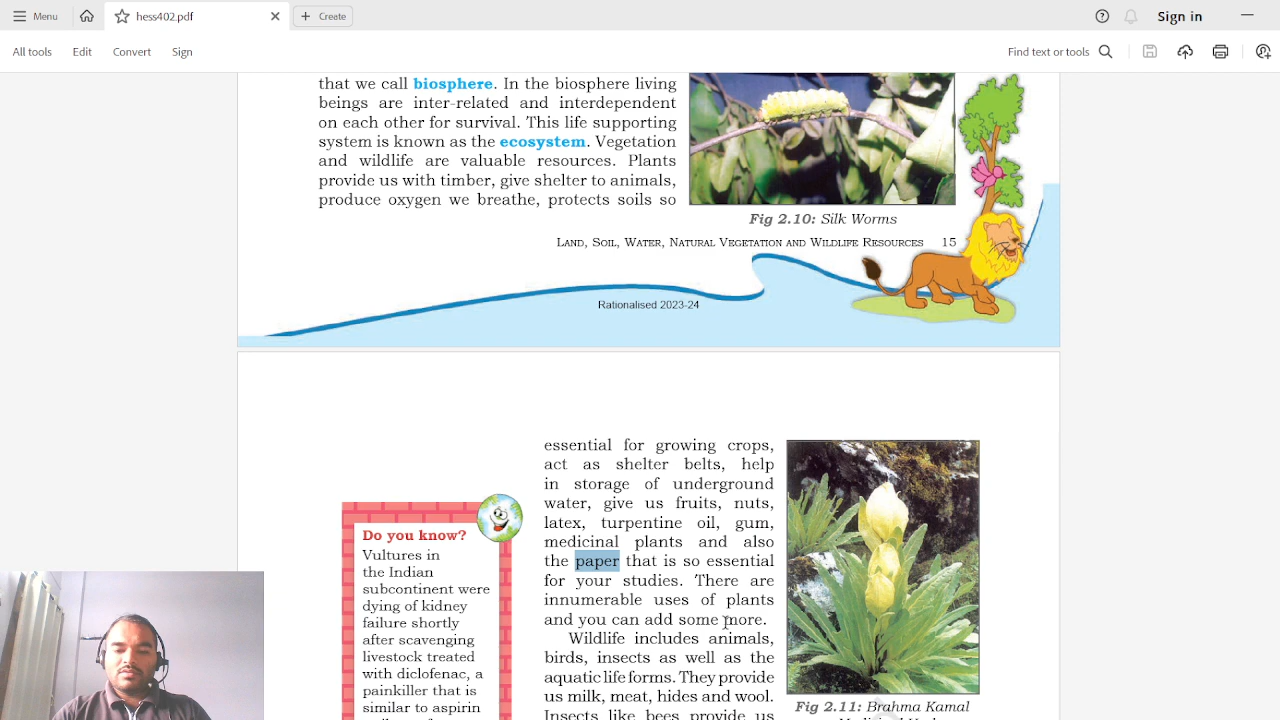 Menu
hess402.pdf
Create
Sign in
All tools
Edit
Convert
Sign
Find text or tools
that we call biosphere. In the biosphere living
beings are inter-related and interdependent
on each other for survival. This life supporting
system is known as the ecosystem. Vegetation
and wildlife are valuable resources. Plants
provide us with timber, give shelter to animals,
produce oxygen we breathe, protects soils so
Fig 2.10: Silk Worms
Land, Soil, Water, Natural Vegetation and Wildlife Resources 15
Rationalised 2023-24
Do you know?
Vultures in
the Indian
subcontinent were
dying of kidney
failure shortly
after scavenging
livestock treated
with diclofenac, a
painkiller that is
similar to aspirin
essential for growing crops,
act as shelter belts, help
in storage of underground
water, give us fruits, nuts,
latex, turpentine oil, gum,
medicinal plants and also
the paper that is so essential
for your studies. There are
innumerable uses of plants
and you can add some more.
Wildlife includes animals,
birds, insects as well as the
aquatic life forms. They provide
us milk, meat, hides and wool.
Insects like bees provide us
Fig 2.11: Brahma Kamal